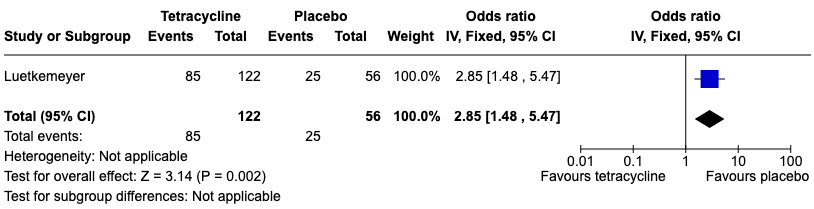 Tetracycline Placebo Odds ratio Odds ratio
Study or Subgroup Events Total Events Total Weight IV, Fixed, 95% CI IV, Fixed, 95% CI
Luetkemeyer 85 122 25 56 100.0% 2.85 [1.48 , 5.47]
Total (95% CI) 122 56 100.0% 2.85 [1.48 , 5.47]
Total events: 85 25
Heterogeneity: Not applicable 0.01 0.1 1 10 100
Test for overall effect: Z = 3.14 (P = 0.002) Favours tetracycline Favours placebo
Test for subgroup differences: Not applicable